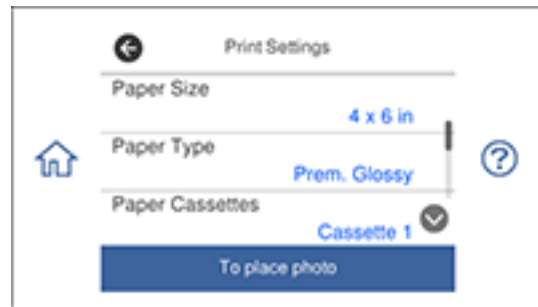 Print Settings
Paper Size
4 x 6 in
Paper Type
Prem. Glossy
Paper Cassettes
Cassette 1
To place photo